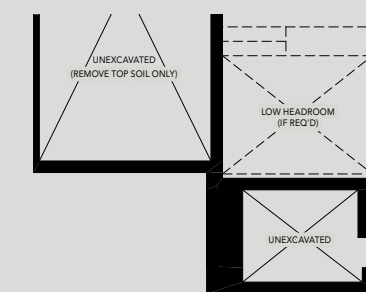 UNEXCAVATED
(REMOVE TOP SOIL ONLY)
LOW HEADROOM
(IF REQ'D)
UNEXCAVATED